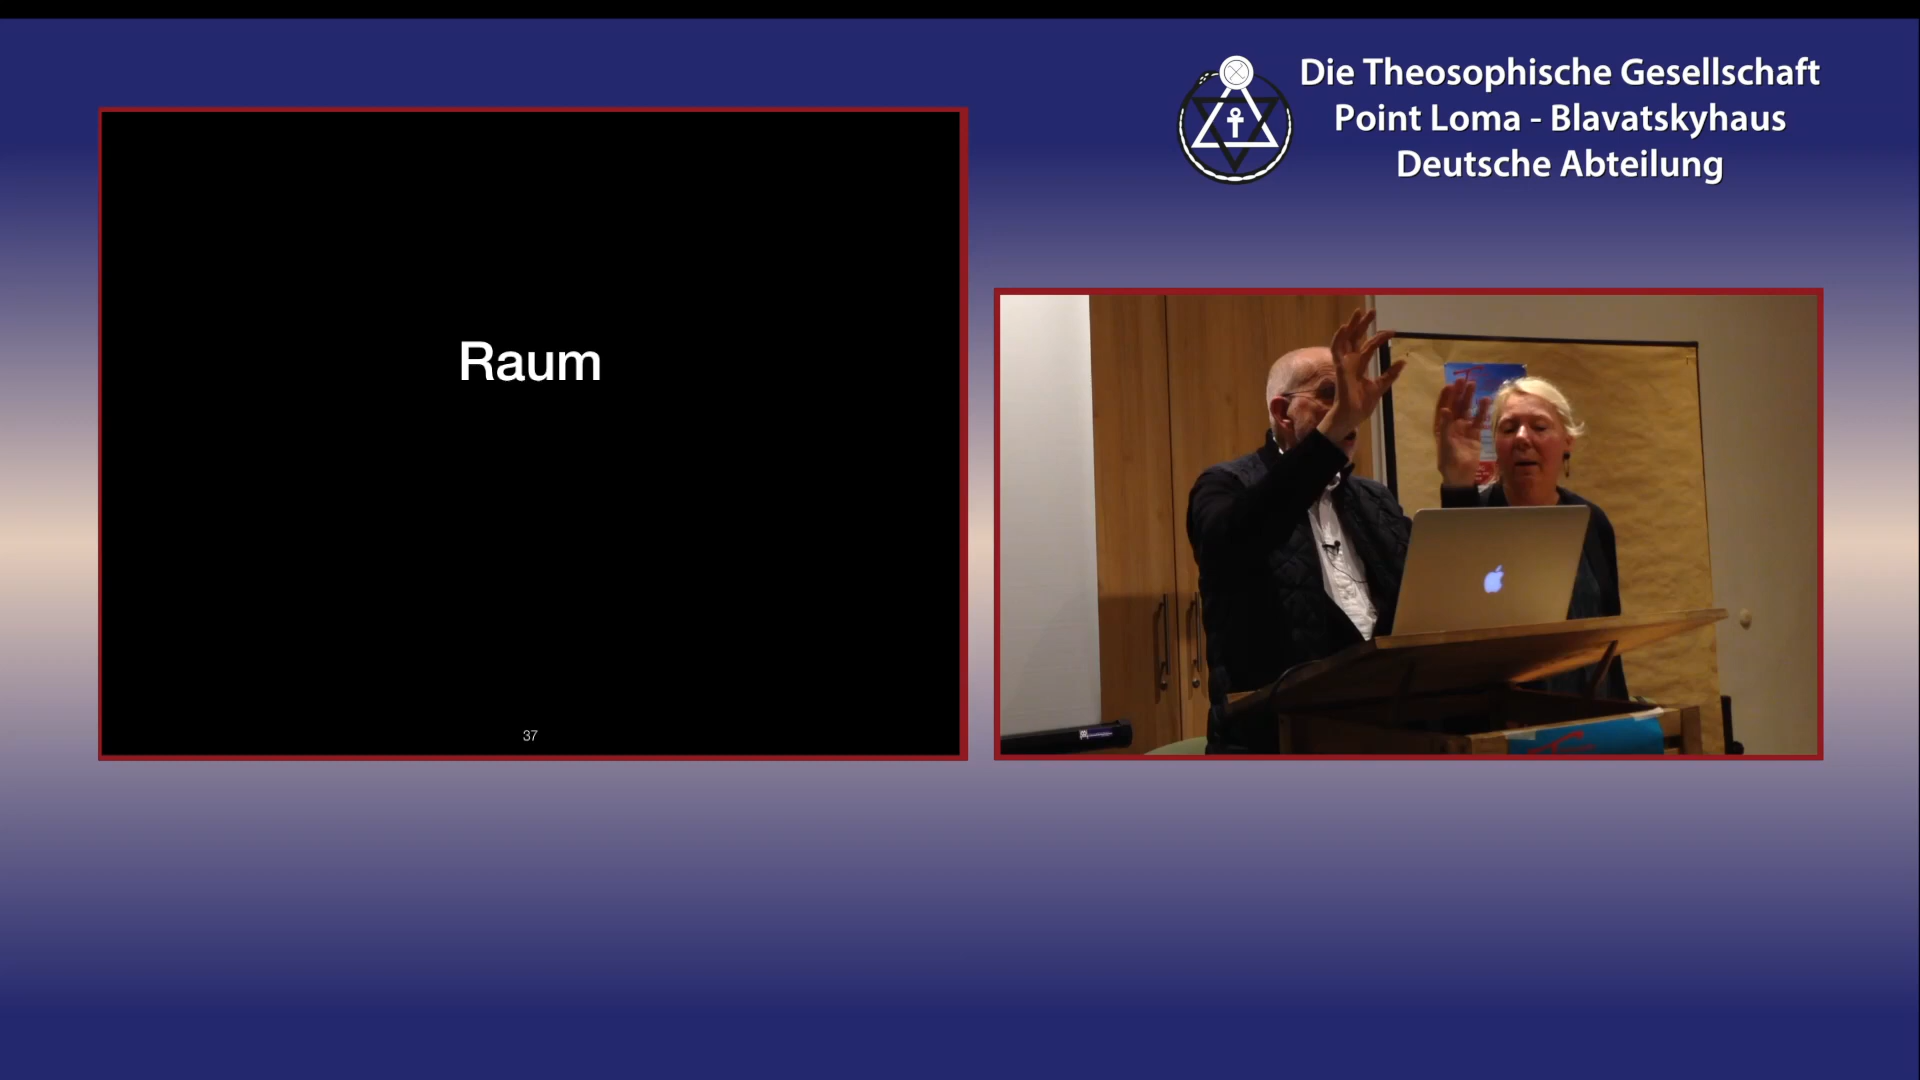 Die Theosophische Gesellschaft
Point Loma - Blavatskyhaus
Deutsche Abteilung
Raum
37